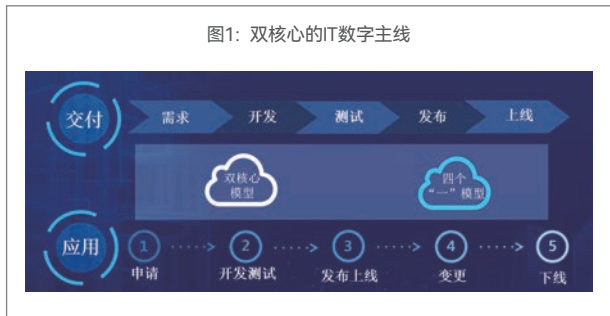 图1：双核心的IT数字主线
交付
需求 开发 测试 发布 上线
双核心
模型
四个
“一”模型
应用
1 2 3 4 5
申请 开发测试 发布上线 变更 下线